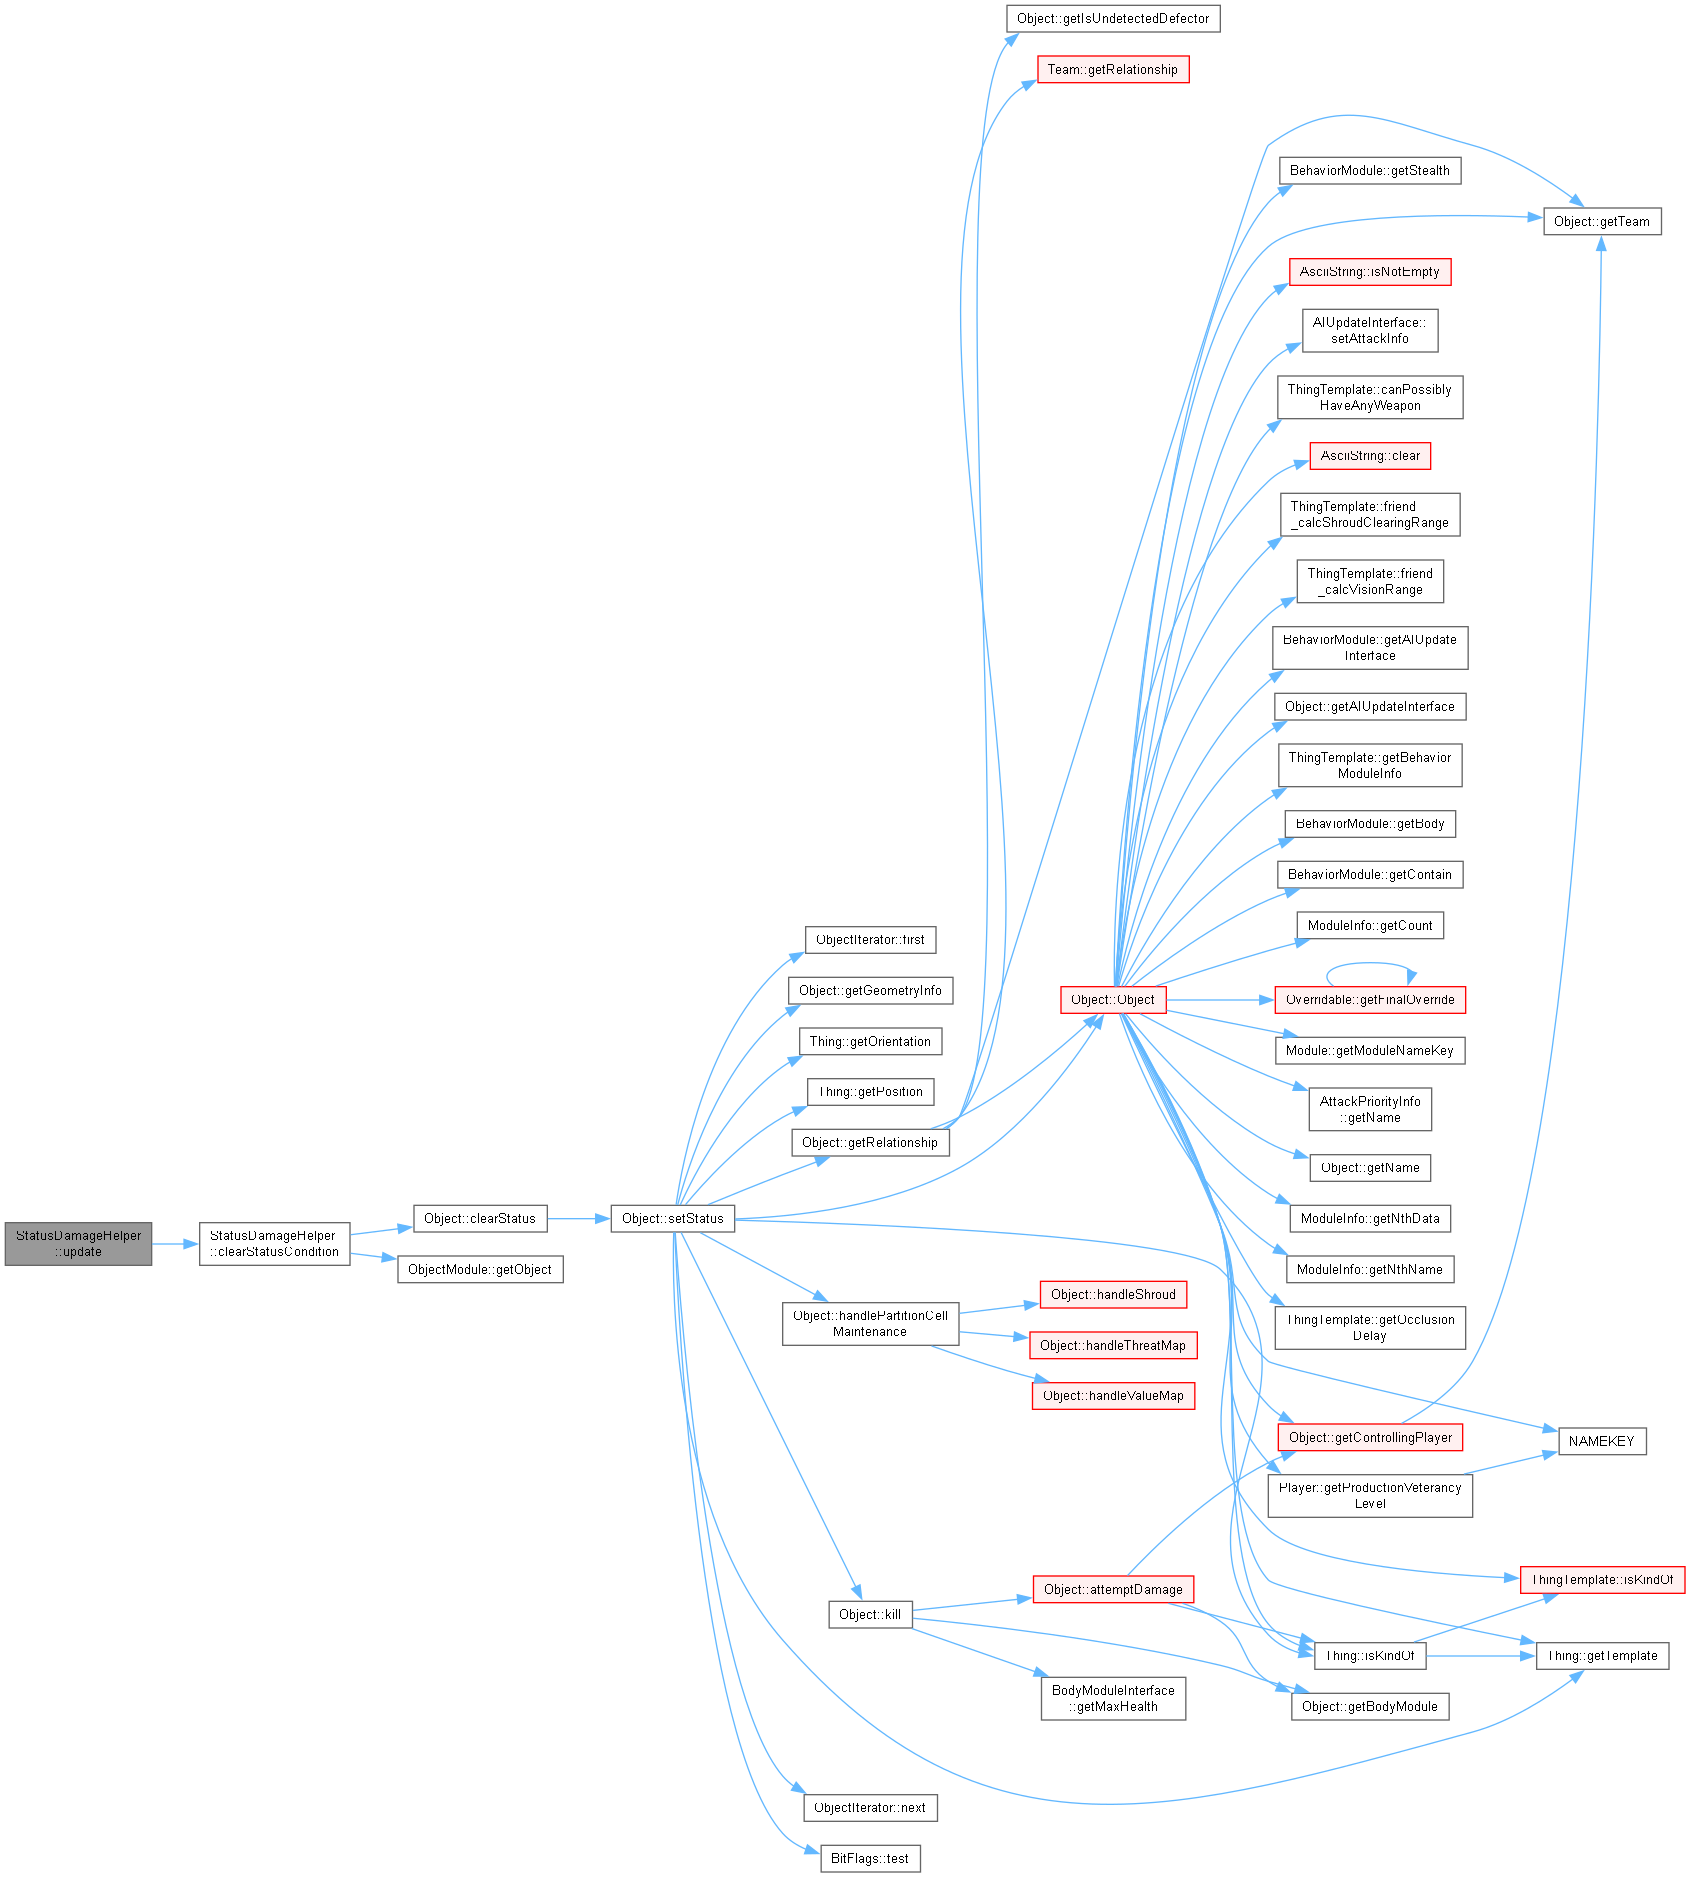 Object::getIsUndetectedDefector
Team::getRelationship
BehaviorModule::getStealth
Object::getTeam
AsciiString::isNotEmpty
AIUpdateInterface::
setAttackInfo
ThingTemplate::canPossibly
HaveAnyWeapon
AsciiString::clear
ThingTemplate::friend
_calcShroudClearingRange
ThingTemplate::friend
_calcVisionRange
BehaviorModule::getAIUpdate
Interface
Object::getAIUpdateInterface
ThingTemplate::getBehavior
ModuleInfo
BehaviorModule::getBody
BehaviorModule::getContain
ModuleInfo::getCount
ObjectIterator::first
Object::getGeometryInfo
Object::Object
Overridable::getFinalOverride
Thing::getOrientation
Module::getModuleNameKey
Thing::getPosition
AttackPriorityInfo
::getName
Object::getRelationship
Object::getName
Object::clearStatus
Object::setStatus
ModuleInfo::getNthData
StatusDamageHelper
::update
StatusDamageHelper
::clearStatusCondition
ObjectModule::getObject
ModuleInfo::getNthName
Object::handleShroud
Object::handlePartitionCell
Maintenance
ThingTemplate::getOcclusion
Delay
Object::handleThreatMap
Object::handleValueMap
Object::getControllingPlayer
NAMEKEY
Player::getProductionVeterancy
Level
Object::attemptDamage
ThingTemplate::isKindOf
Object::kill
Thing::isKindOf
Thing::getTemplate
BodyModuleInterface
::getMaxHealth
Object::getBodyModule
ObjectIterator::next
BitFlags::test